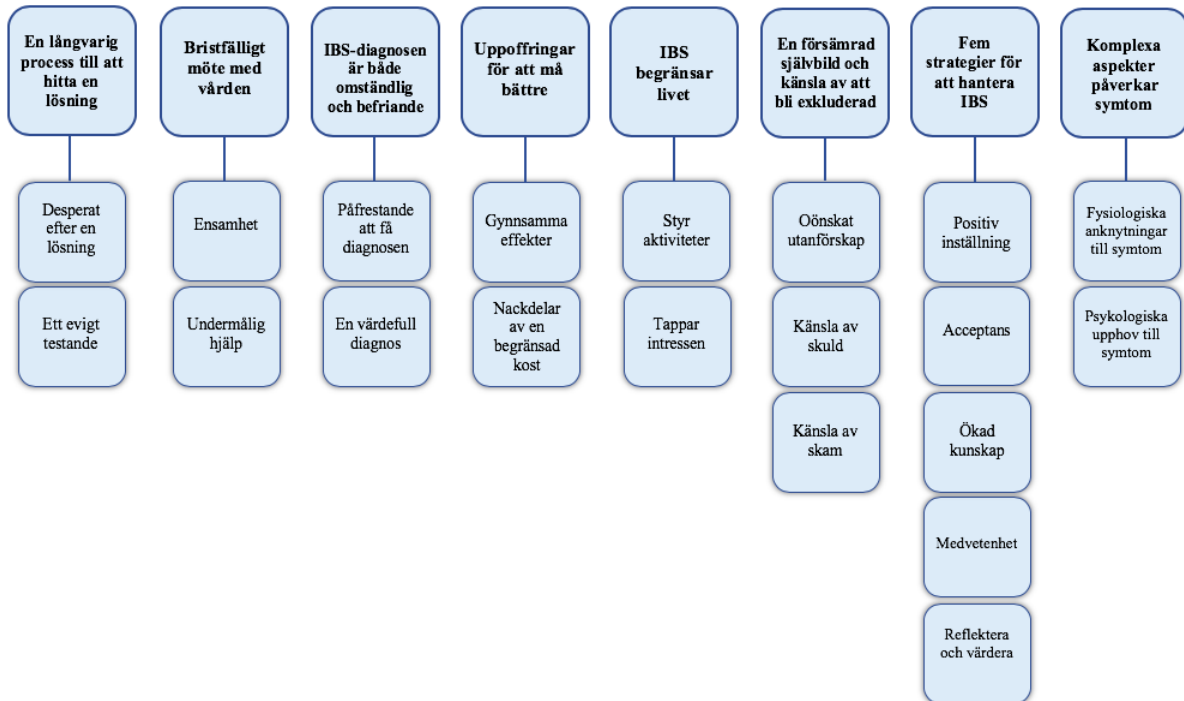 En långvarig
process till att
hitta en
lösning
Desperat
efter en
lösning
Ett evigt
testande
Bristfälligt
möte med
vården
Ensamhet
Undermålig
hjälp
IBS-diagnosen
är både
omständlig
och befriande
Påfrestande
att få
diagnosen
En värdefull
diagnos
Uppoffringar
för att må
bättre
Gynnsamma
effekter
Nackdelar
av en
begränsad
kost
IBS
begränsar
livet
Styr
aktiviteter
Tappar
intressen
En försämrad
självbild och
känsla av att
bli exkluderad
Oönskat
utanförskap
Känsla av
skuld
Känsla av
skam
Fem
strategier för
att hantera
IBS
Positiv
inställning
Acceptans
Ökad
kunskap
Medvetenhet
Reflektera
och värdera
Komplexa
aspekter
påverkar
symtom
Fysiologiska
anknytningar
till symtom
Psykologiska
upphov till
symtom